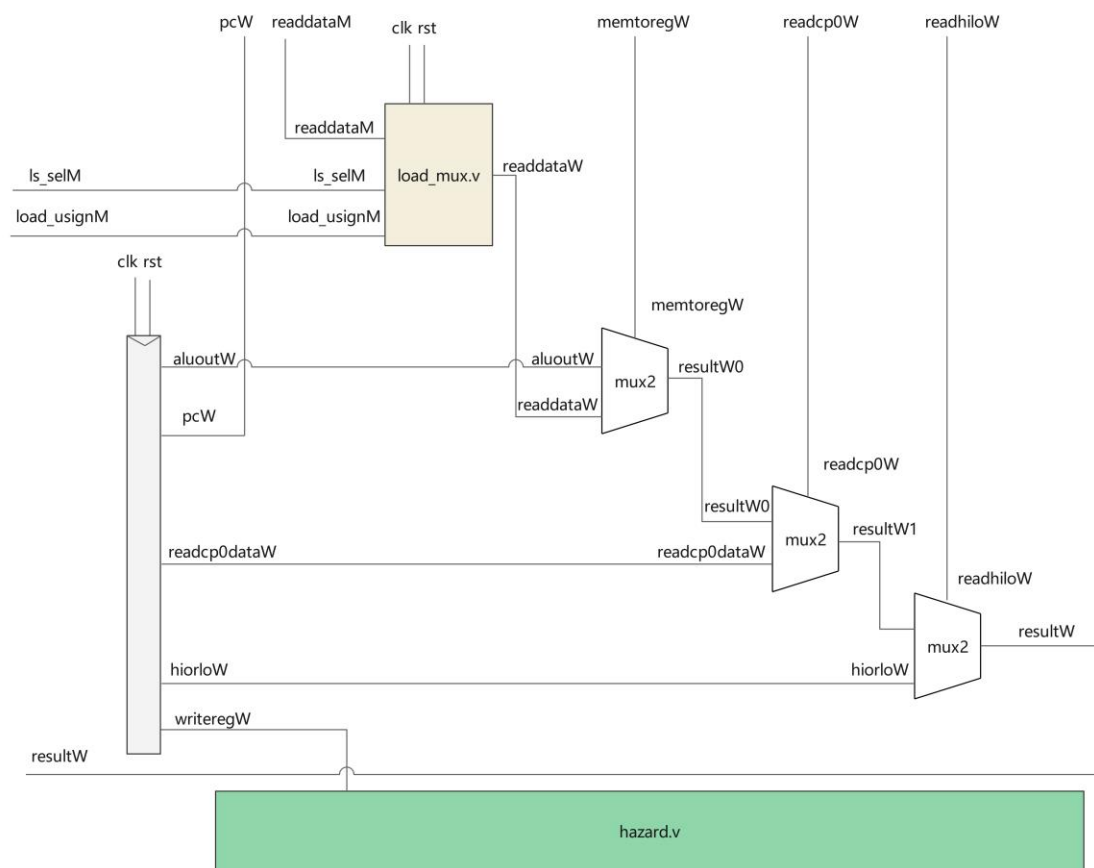 pcW
readdataM
clk rst
memtoregW
readcp0W
readhiloW
readdataM
load_mux.v
readdataW
ls_selM
ls_selM
load_usignM
load_usignM
clk rst
memtoregW
aluoutW
aluoutW
resultW0
mux2
readdataW
pcW
readcp0W
resultW0
resultW1
mux2
readcp0dataW
readcp0dataW
readhiloW
resultW
mux2
hiorloW
hiorloW
writeregW
resultW
hazard.v